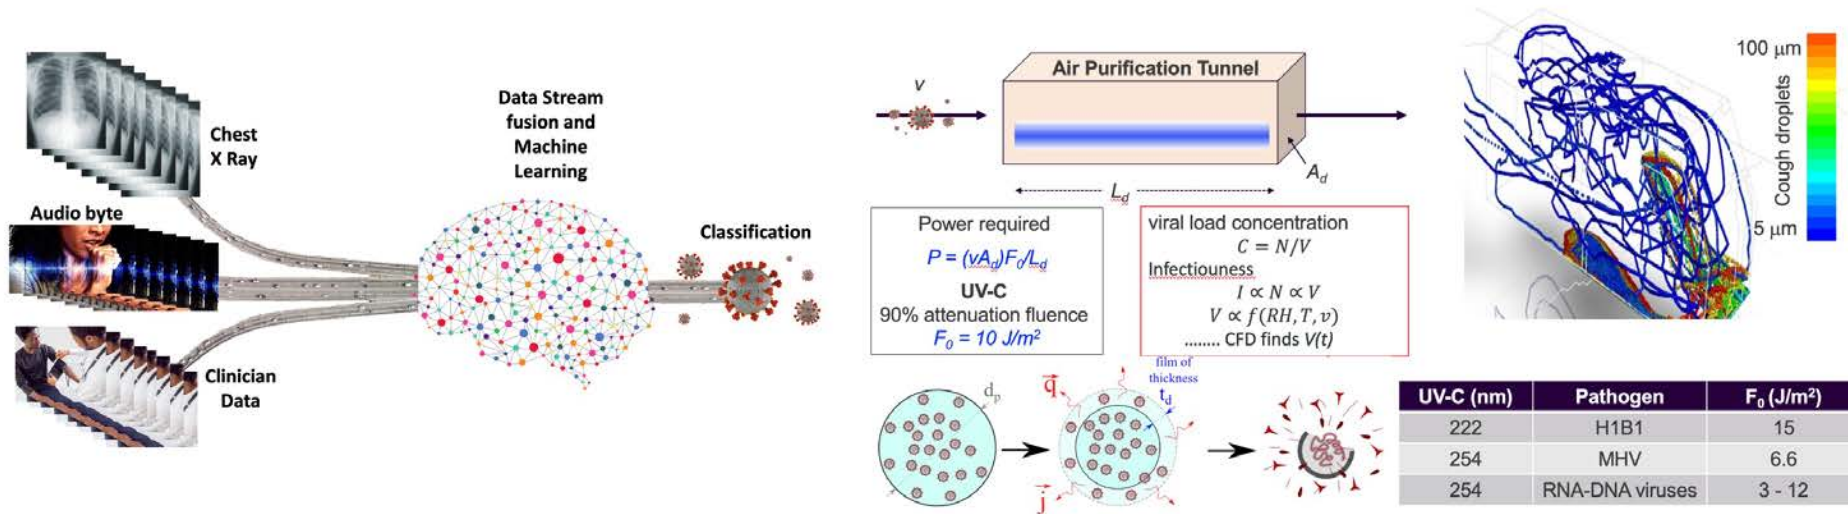 Chest
X Ray
Audio byte
Clinician
Data
Data Stream
fusion and
Machine
Learning
Classification
Air Purification Tunnel
v
A_d
L_d
Power required
P = (vA_d)F_0/L_d
UV-C
90% attenuation fluence
F_0 = 10 J/m²
viral load concentration
C = N/V
Infectiouness
I ∝ N ∝ V
V ∝ f(RH, T, v)
........ CFD finds V(t)
100 μm
Cough droplets
5 μm
d_p
q
j
film of
thickness
t_d
UV-C (nm) Pathogen F_0 (J/m²)
222 H1B1 15
254 MHV 6.6
254 RNA-DNA viruses 3 - 12